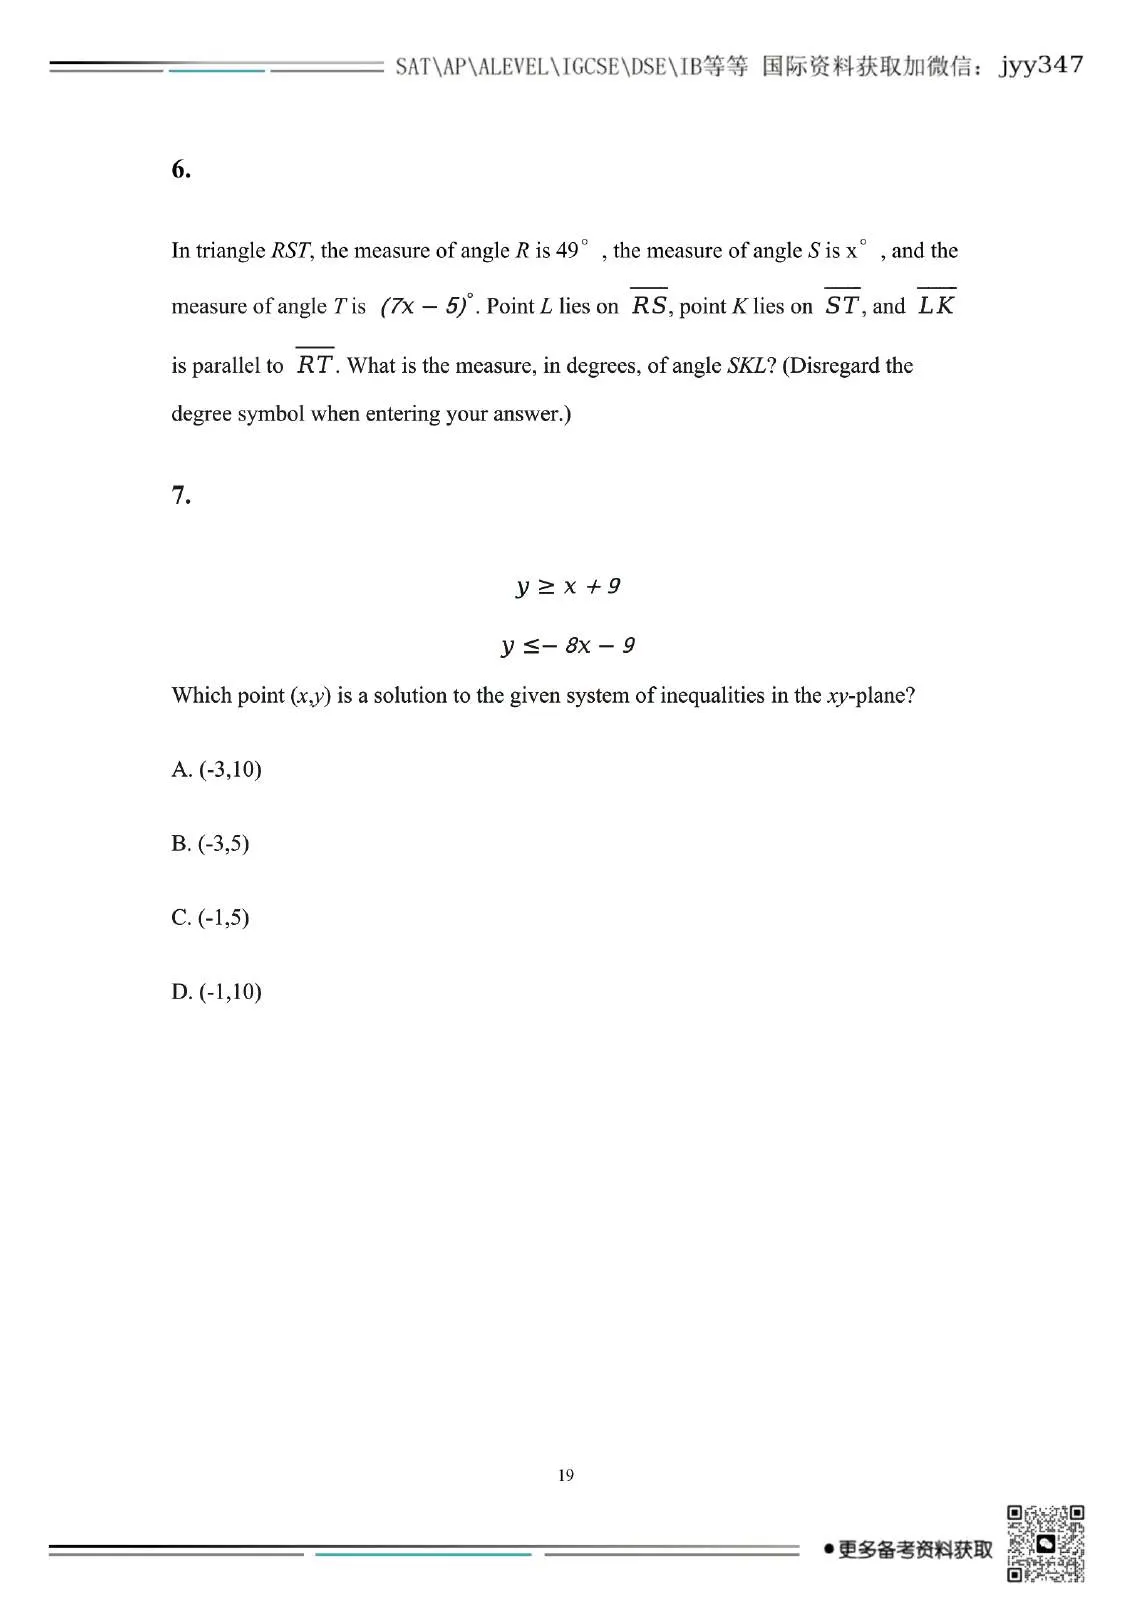 SAT\AP\ALEVEL\IGCSE\DSE\IB等等 国际资料获取加微信： jyy347
6.
In triangle RST, the measure of angle R is 49° , the measure of angle S is x° , and the
measure of angle T is (7x − 5)°. Point L lies on R͞S, point K lies on S͞T, and L͞K
is parallel to R͞T. What is the measure, in degrees, of angle SKL? (Disregard the
degree symbol when entering your answer.)
7.
y ≥ x + 9
y ≤− 8x − 9
Which point (x,y) is a solution to the given system of inequalities in the xy-plane?
A. (-3,10)
B. (-3,5)
C. (-1,5)
D. (-1,10)
19
●更多备考资料获取